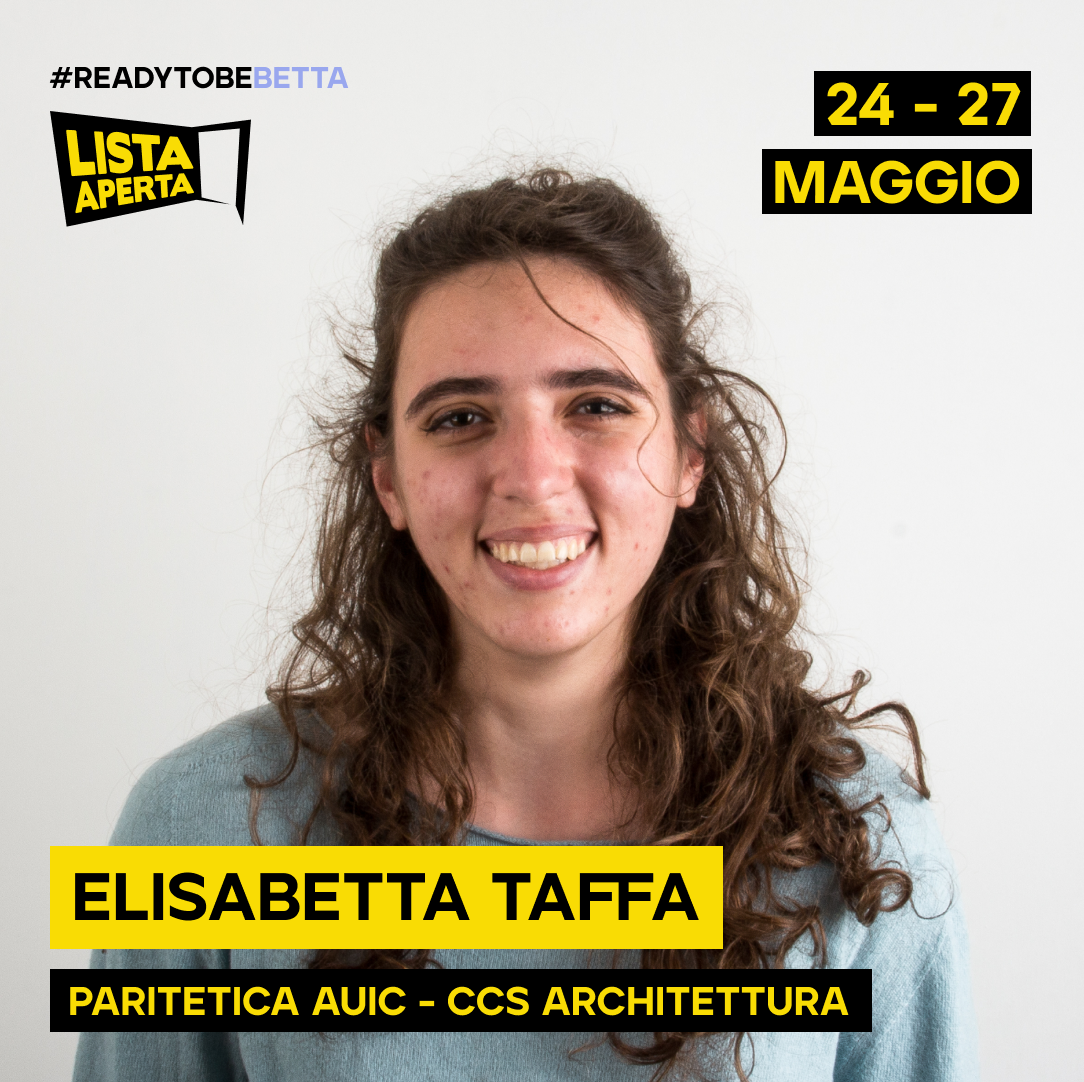 #READYTOBEBETTA
LISTA
APERTA
24 - 27
MAGGIO
ELISABETTA TAFFA
PARITETICA AUIC - CCS ARCHITETTURA